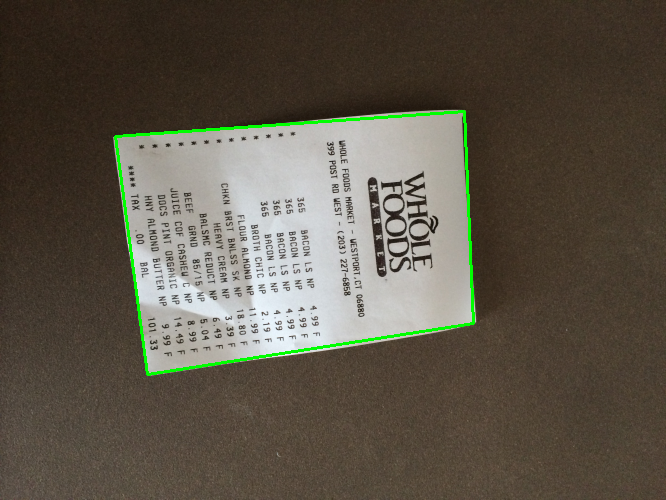 WHOLE
FOODS
MARKET
WHOLE FOODS MARKET - WESTPORT,CT 06880
399 POST RD WEST - (203) 227-6858
365 BACON LS NP 4.99 F
365 BACON LS NP 4.99 F
365 BACON LS NP 4.99 F
365 BACON LS NP 4.99 F
BROTH CHIC NP 2.19 F
FLOUR ALMOND NP 11.99 F
CHKN BRST BNLSS SK NP 18.80 F
HEAVY CREAM NP 3.39 F
BALSMC REDUCT NP 6.49 F
BEEF GRND 85/15 NP 5.04 F
JUICE COF CASHEW C NP 8.99 F
DOCS PINT ORGANIC NP 14.49 F
HNY ALMOND BUTTER NP 9.99 F
**** TAX .00 BAL 101.33